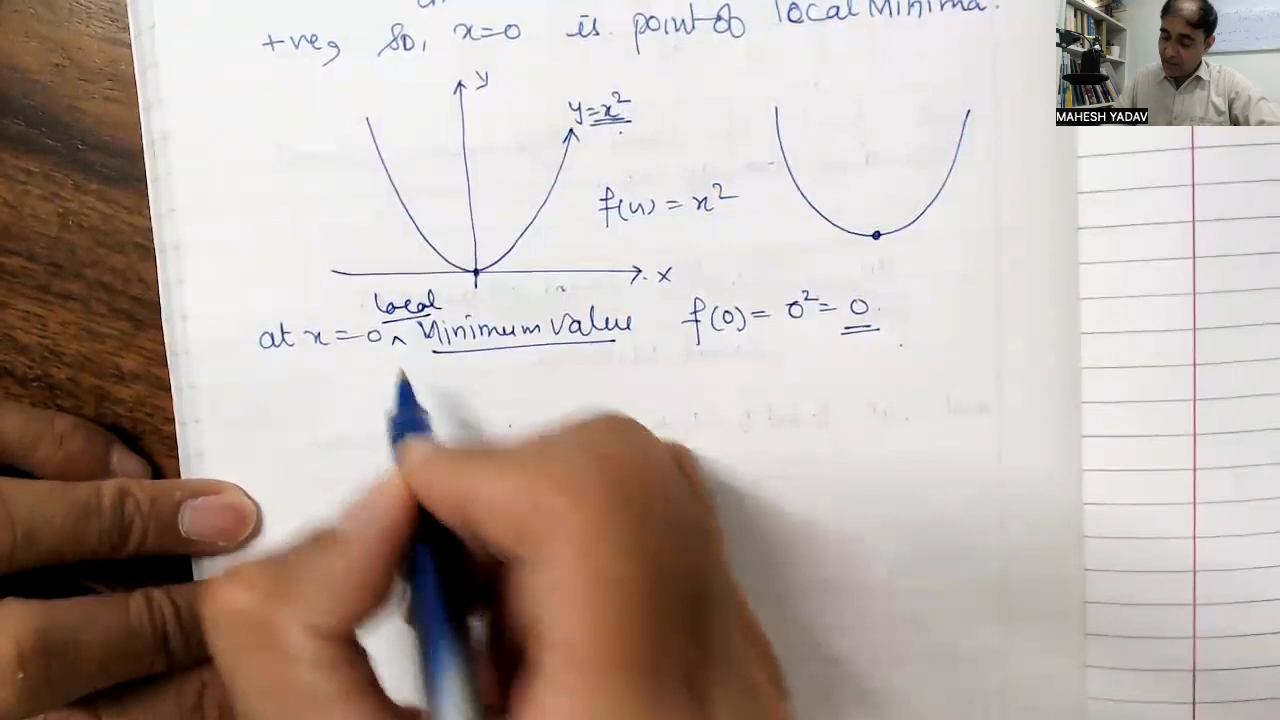 +ve, so, x=0 is point of local Minima.
y
y=x²
f(x) = x²
x
local
at x=0 ^ Minimum value f(0) = 0² = 0.
MAHESH YADAV